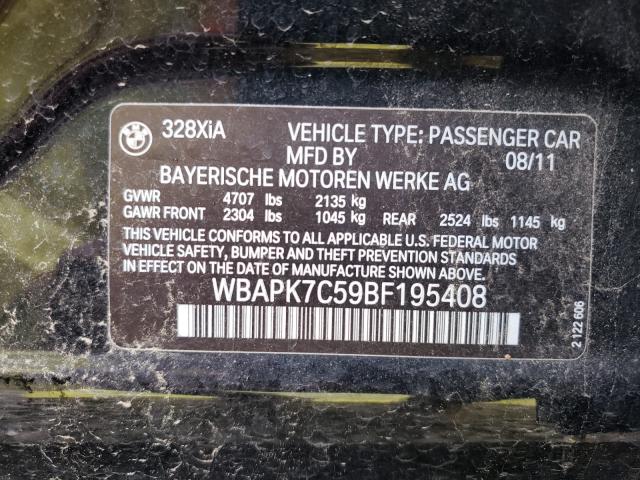 BMW
328XiA
VEHICLE TYPE: PASSENGER CAR
MFD BY 08/11
BAYERISCHE MOTOREN WERKE AG
GVWR 4707 lbs 2135 kg
GAWR FRONT 2304 lbs 1045 kg REAR 2524 lbs 1145 kg
THIS VEHICLE CONFORMS TO ALL APPLICABLE U.S. FEDERAL MOTOR
VEHICLE SAFETY, BUMPER AND THEFT PREVENTION STANDARDS
IN EFFECT ON THE DATE OF MANUFACTURE SHOWN ABOVE.
WBAPK7C59BF195408
2 122 606